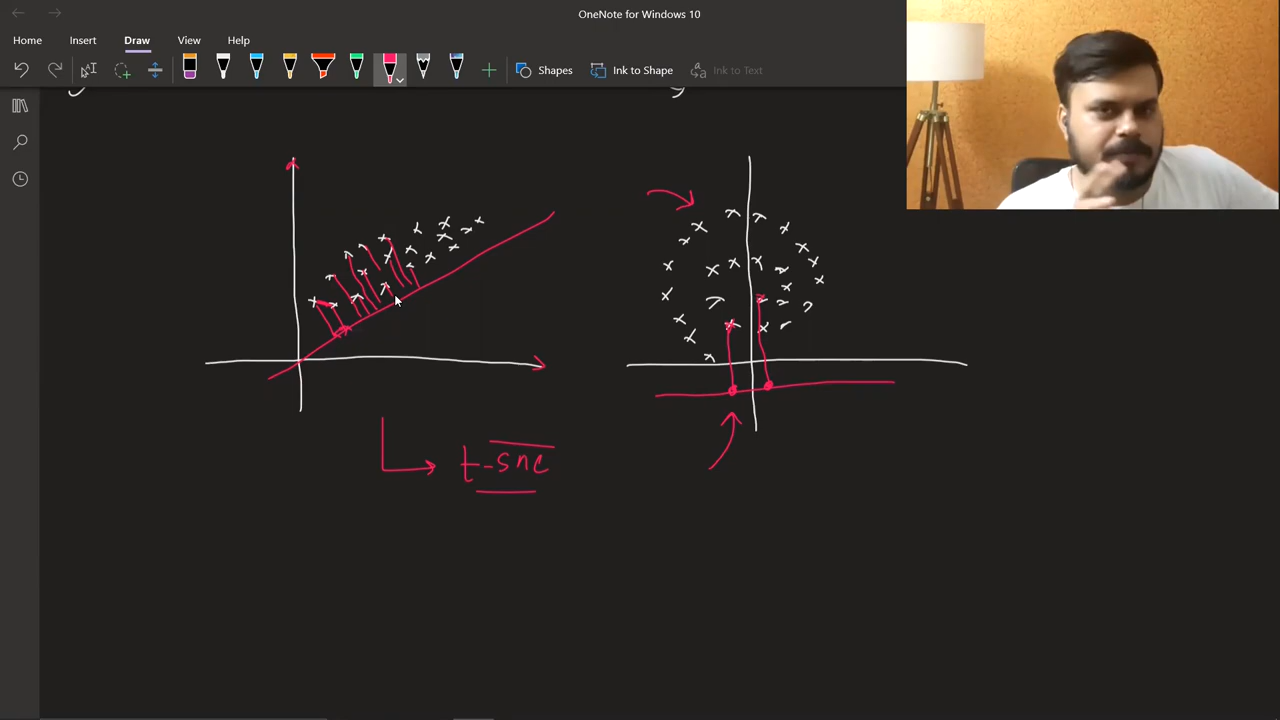 OneNote for Windows 10
Home Insert Draw View Help
Shapes Ink to Shape Ink to Text
t-sne